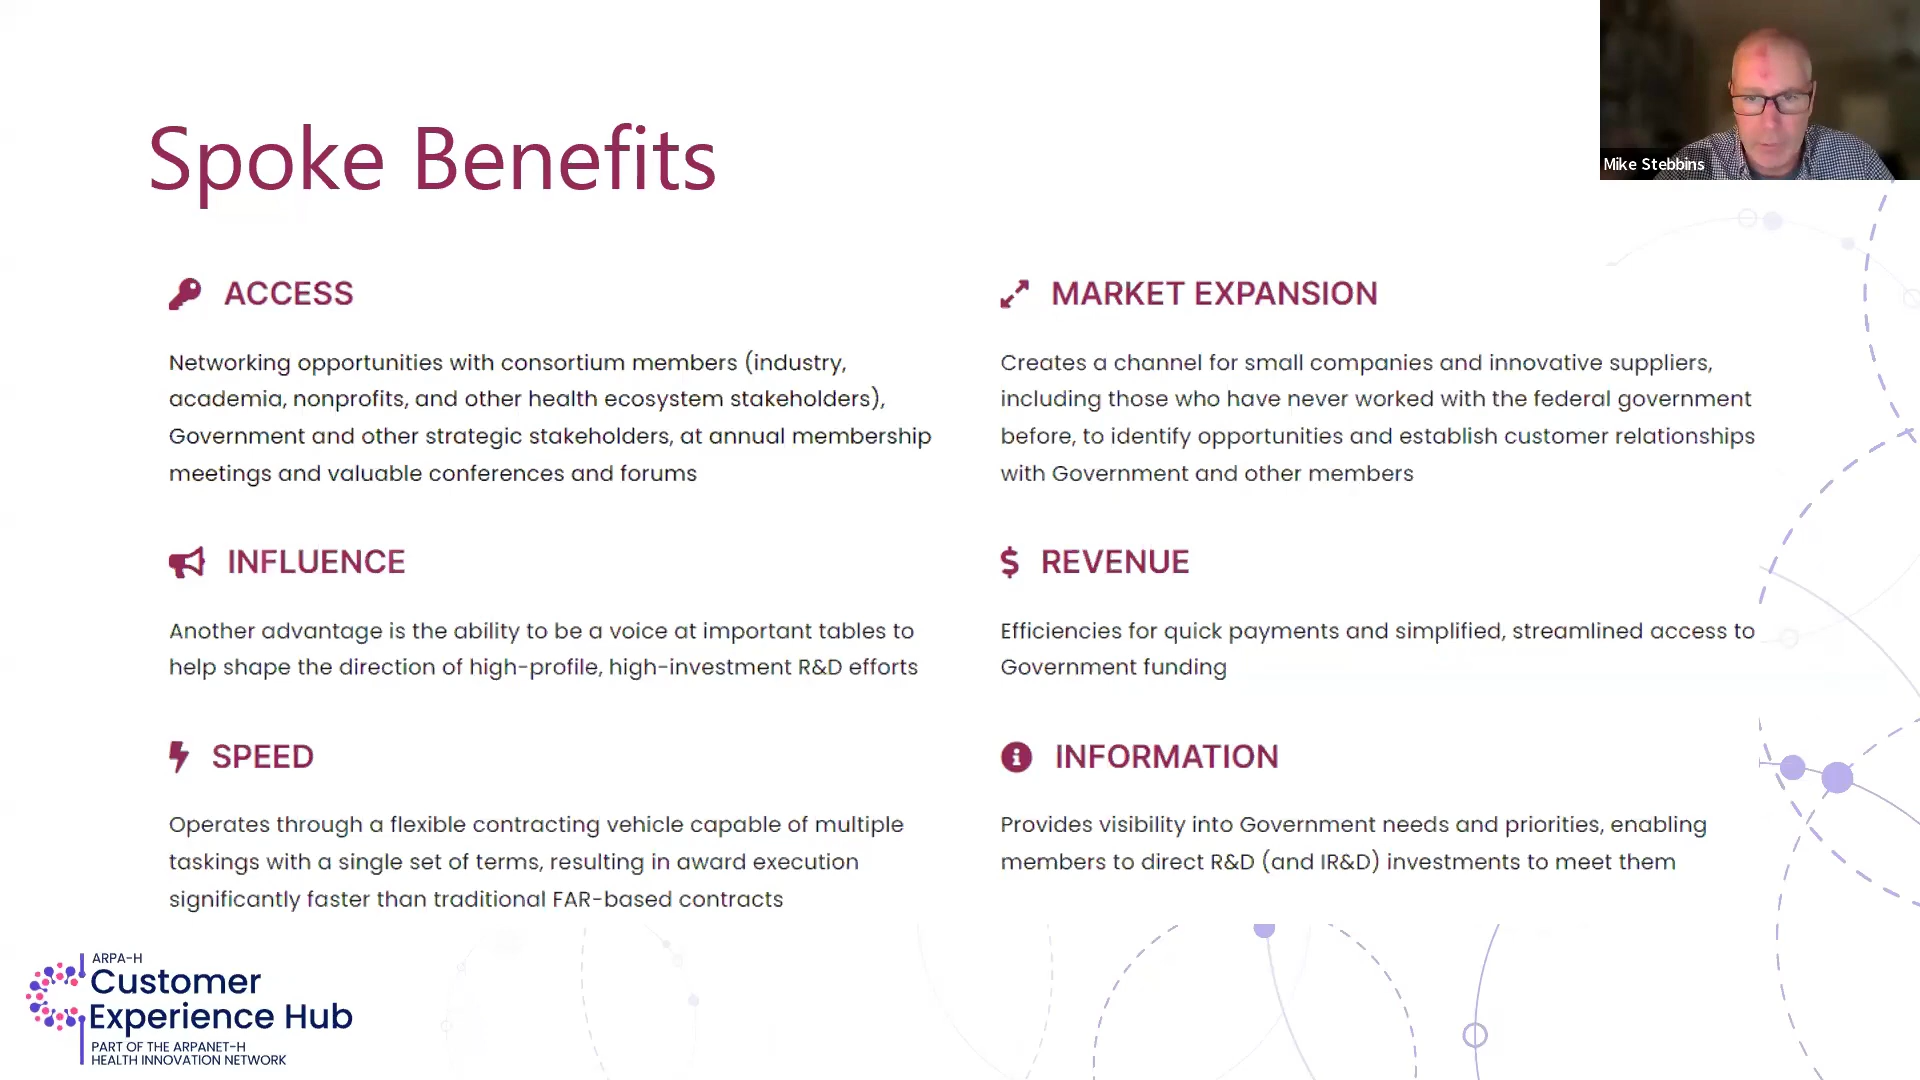 Mike Stebbins
Spoke Benefits
ACCESS
Networking opportunities with consortium members (industry,
academia, nonprofits, and other health ecosystem stakeholders),
Government and other strategic stakeholders, at annual membership
meetings and valuable conferences and forums
INFLUENCE
Another advantage is the ability to be a voice at important tables to
help shape the direction of high-profile, high-investment R&D efforts
SPEED
Operates through a flexible contracting vehicle capable of multiple
taskings with a single set of terms, resulting in award execution
significantly faster than traditional FAR-based contracts
MARKET EXPANSION
Creates a channel for small companies and innovative suppliers,
including those who have never worked with the federal government
before, to identify opportunities and establish customer relationships
with Government and other members
$ REVENUE
Efficiencies for quick payments and simplified, streamlined access to
Government funding
INFORMATION
Provides visibility into Government needs and priorities, enabling
members to direct R&D (and IR&D) investments to meet them
ARPA-H
Customer
Experience Hub
PART OF THE ARPANET-H
HEALTH INNOVATION NETWORK